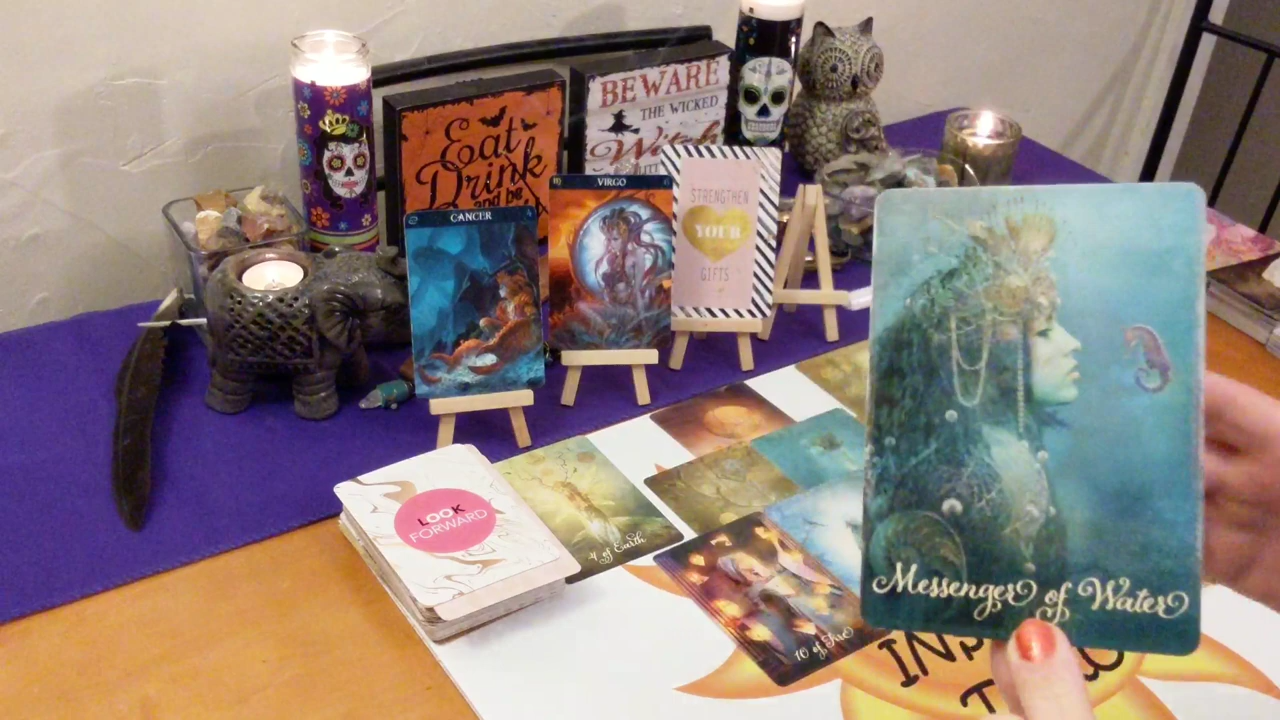 Eat
Drink
and be
BEWARE
THE WICKED
Witch
CANCER
VIRGO
STRENGTHEN
YOUR
GIFTS
LOOK
FORWARD
4 of Earth
10 of Fire
Messenger of Water